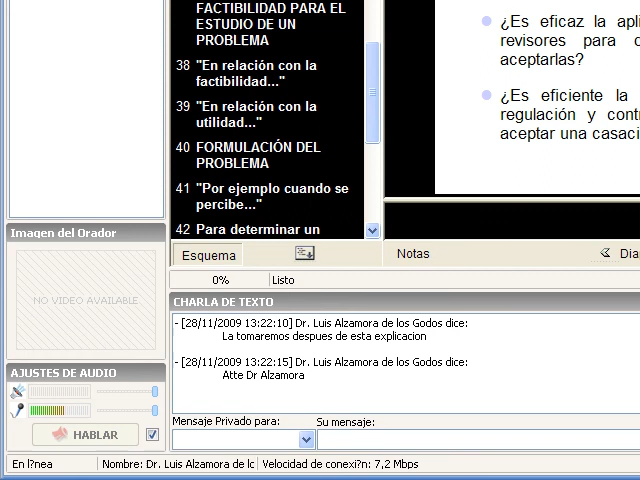 FACTIBILIDAD PARA EL
ESTUDIO DE UN
PROBLEMA
38 "En relación con la
factibilidad..."
39 "En relación con la
utilidad..."
40 FORMULACIÓN DEL
PROBLEMA
41 "Por ejemplo cuando se
percibe..."
42 Para determinar un
¿Es eficaz la apli
revisores para c
aceptarlas?
¿Es eficiente la
regulación y contr
aceptar una casaci
Esquema
Notas
Dia
0% Listo
Imagen del Orador
NO VIDEO AVAILABLE
CHARLA DE TEXTO
- [28/11/2009 13:22:10] Dr. Luis Alzamora de los Godos dice:
La tomaremos despues de esta explicacion
- [28/11/2009 13:22:15] Dr. Luis Alzamora de los Godos dice:
Atte Dr Alzamora
AJUSTES DE AUDIO
HABLAR
Mensaje Privado para: Su mensaje:
En l?nea Nombre: Dr. Luis Alzamora de lc Velocidad de conexi?n: 7,2 Mbps